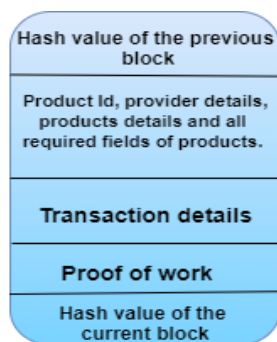 Hash value of the previous
block
Product Id, provider details,
products details and all
required fields of products.
Transaction details
Proof of work
Hash value of the
current block